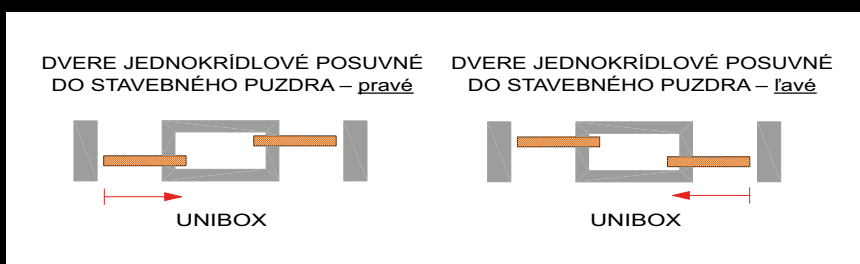 DVERE JEDNOKRÍDLOVÉ POSUVNÉ
DO STAVEBNÉHO PUZDRA – pravé
UNIBOX
DVERE JEDNOKRÍDLOVÉ POSUVNÉ
DO STAVEBNÉHO PUZDRA – ľavé
UNIBOX